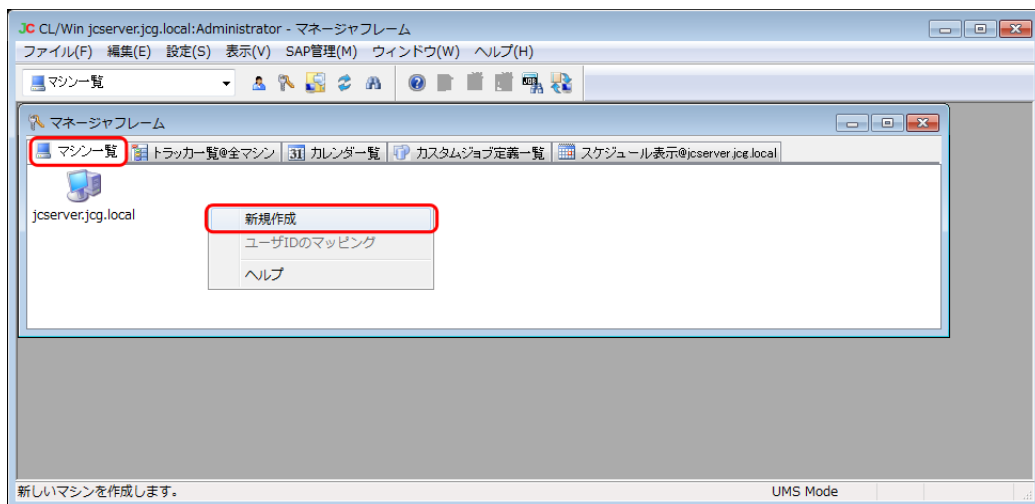 JC CL/Win jcserver.jcg.local:Administrator - マネージャフレーム
ファイル(F) 編集(E) 設定(S) 表示(V) SAP管理(M) ウィンドウ(W) ヘルプ(H)
マシン一覧
マネージャフレーム
マシン一覧 トラッカー覧@全マシン 31 カレンダ一覧 カスタムジョブ定義一覧 スケジュール表示@jcserver.jcg.local
jcserver.jcg.local
新規作成
ユーザIDのマッピング
ヘルプ
新しいマシンを作成します。 UMS Mode